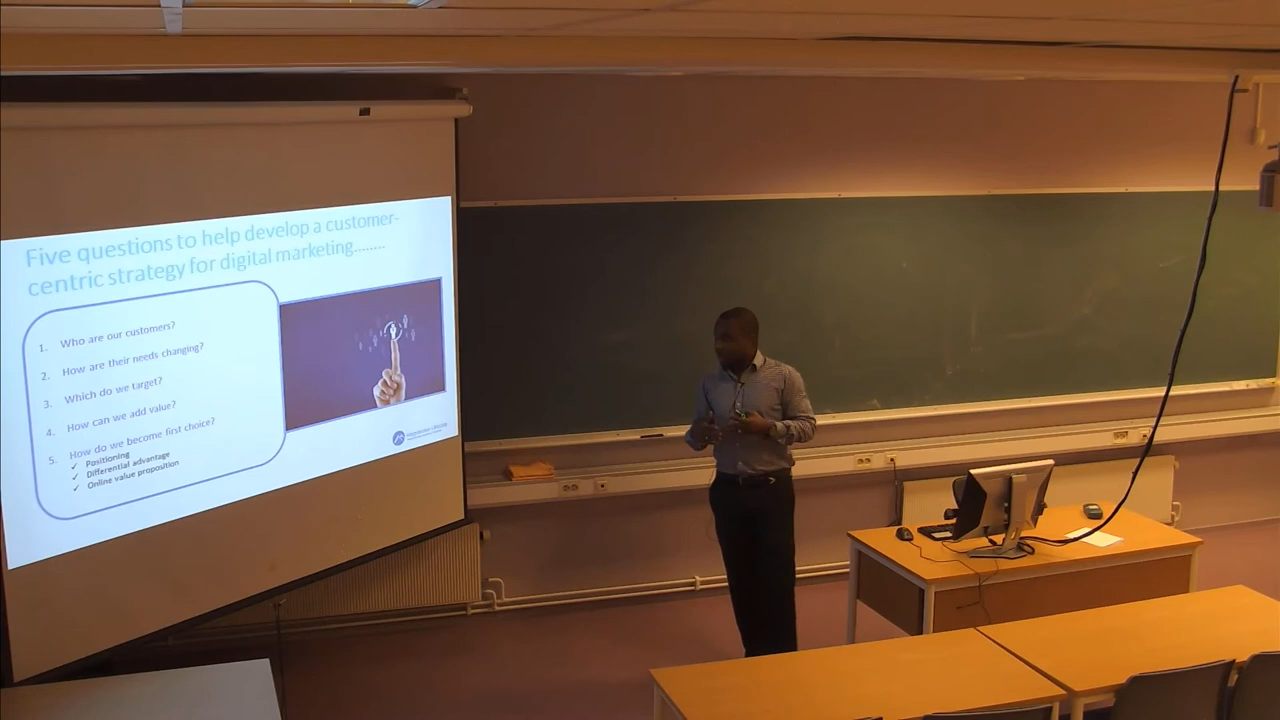 Five questions to help develop a customer-
centric strategy for digital marketing........
1. Who are our customers?
2. How are their needs changing?
3. Which do we target?
4. How can we add value?
5. How do we become first choice?
✓ Positioning
✓ Differential advantage
✓ Online value proposition